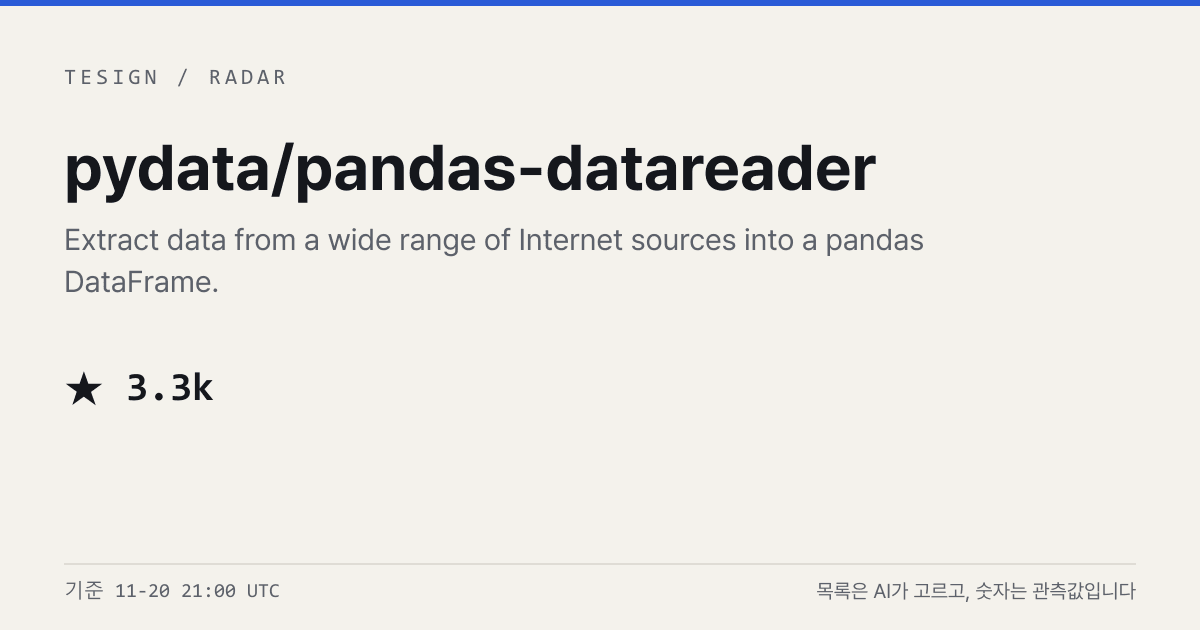 TESIGN / RADAR
pydata/pandas-datareader
Extract data from a wide range of Internet sources into a pandas
DataFrame.
★ 3.3k
기준 11-20 21:00 UTC
목록은 AI가 고르고, 숫자는 관측값입니다